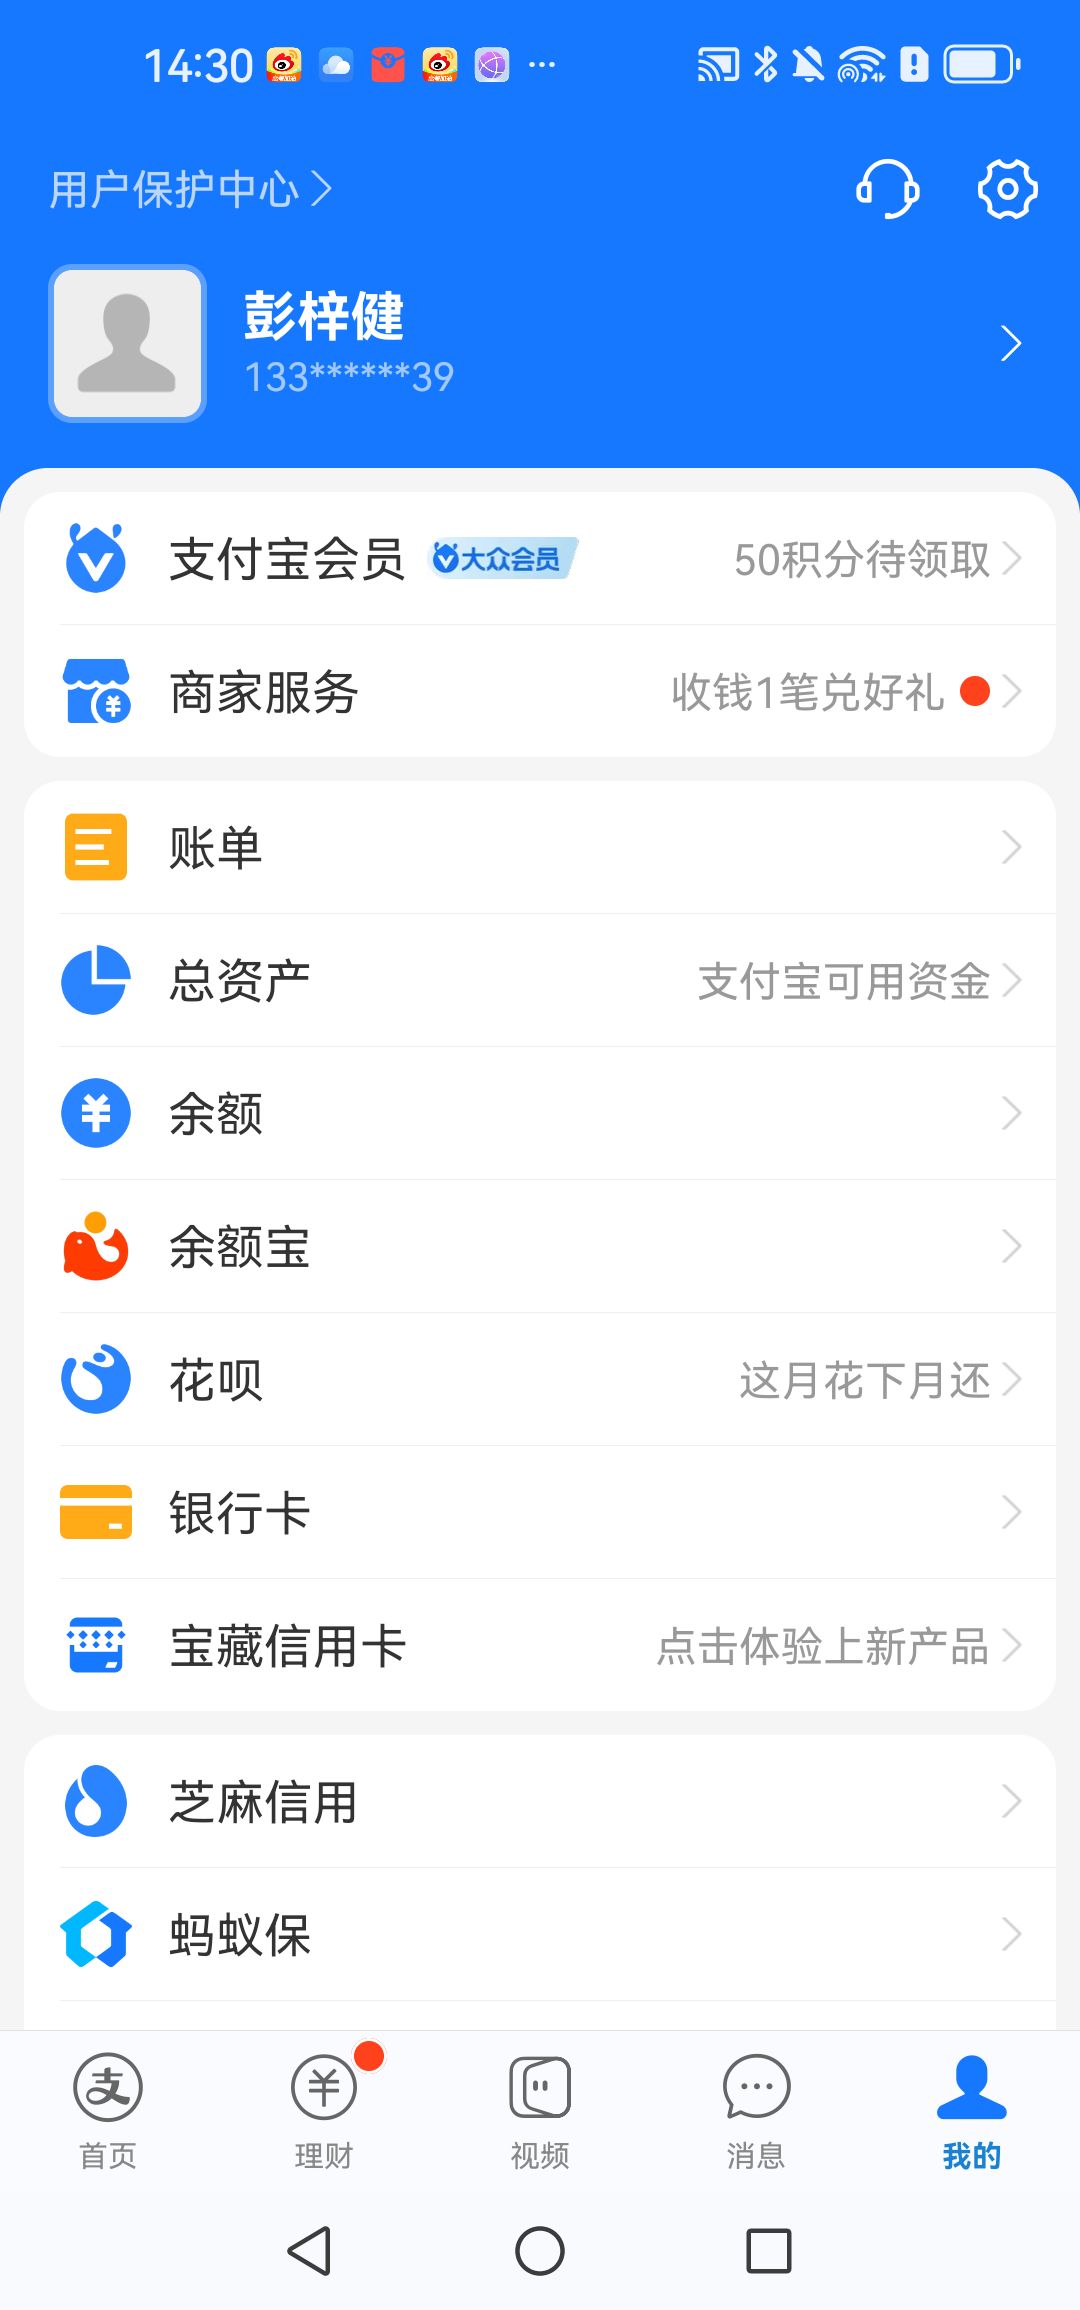 14:30
用户保护中心
彭梓健
133******39
支付宝会员 大众会员 50积分待领取
商家服务 收钱1笔兑好礼
账单
总资产 支付宝可用资金
余额
余额宝
花呗 这月花下月还
银行卡
宝藏信用卡 点击体验上新产品
芝麻信用
蚂蚁保
首页 理财 视频 消息 我的